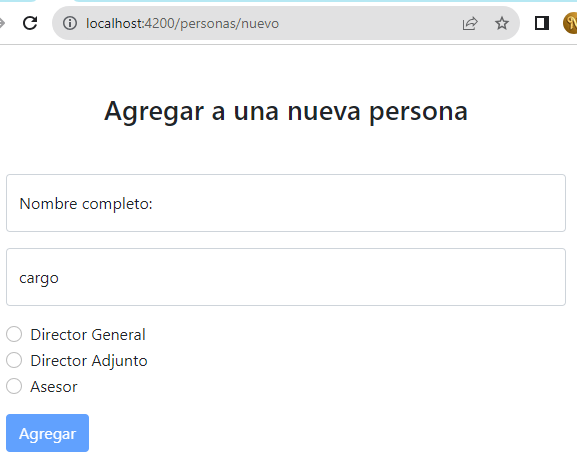 localhost:4200/personas/nuevo
Agregar a una nueva persona
Nombre completo:
cargo
Director General
Director Adjunto
Asesor
Agregar